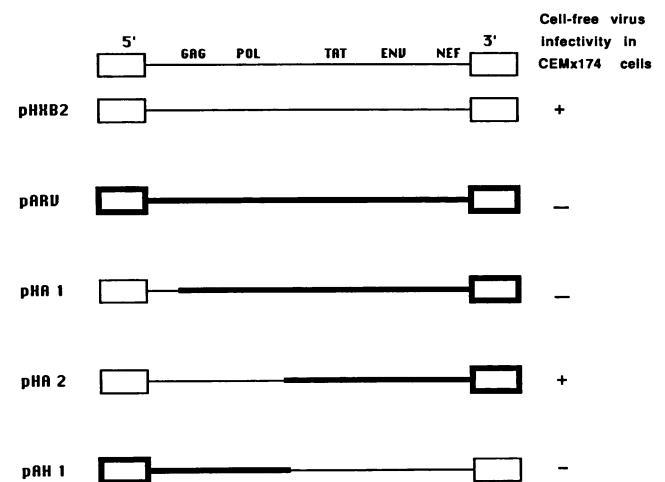 Cell-free virus
infectivity in
CEMx174 cells
5' GAG POL TAT ENV NEF 3'
pHXB2 +
pARV —
pHA 1 —
pHA 2 +
pAH 1 -